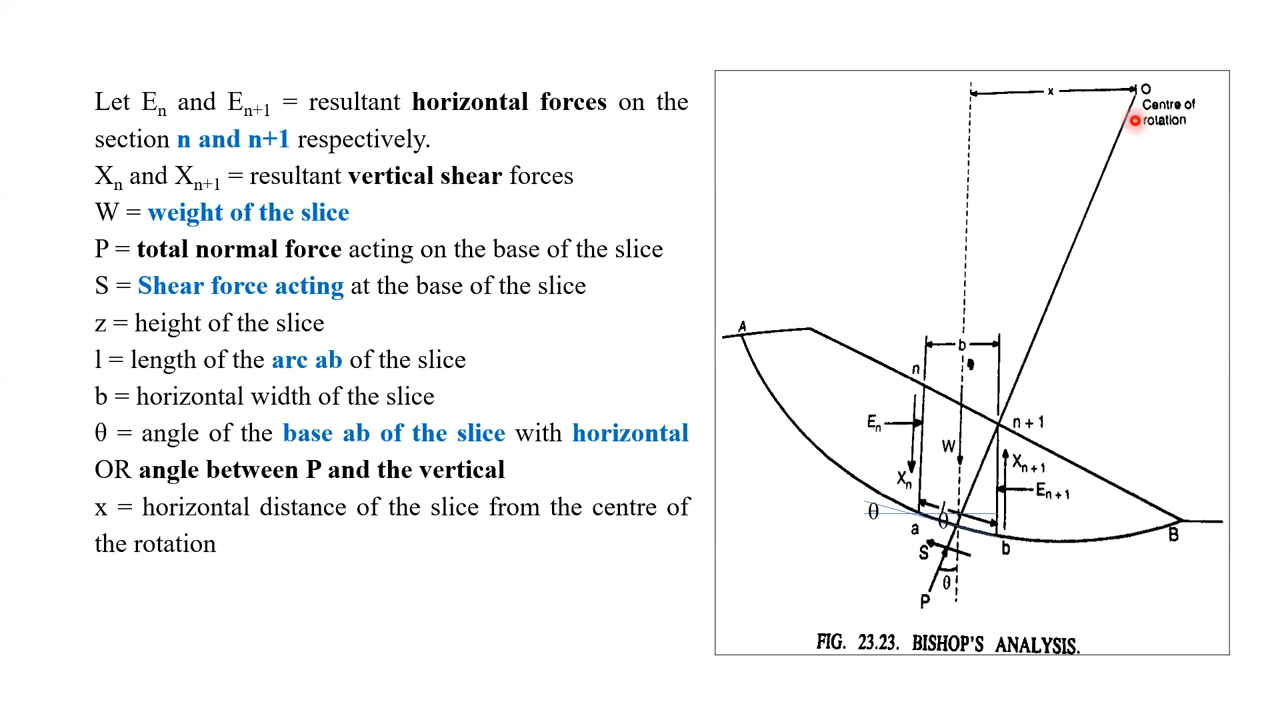 Let En and En+1 = resultant horizontal forces on the
section n and n+1 respectively.
Xn and Xn+1 = resultant vertical shear forces
W = weight of the slice
P = total normal force acting on the base of the slice
S = Shear force acting at the base of the slice
z = height of the slice
l = length of the arc ab of the slice
b = horizontal width of the slice
θ = angle of the base ab of the slice with horizontal
OR angle between P and the vertical
x = horizontal distance of the slice from the centre of
the rotation
x
O
Centre of
rotation
A
b
n
En
n + 1
W
Xn
Xn+1
En+1
θ
a
b
B
S
θ
P
FIG. 23.23. BISHOP'S ANALYSIS.